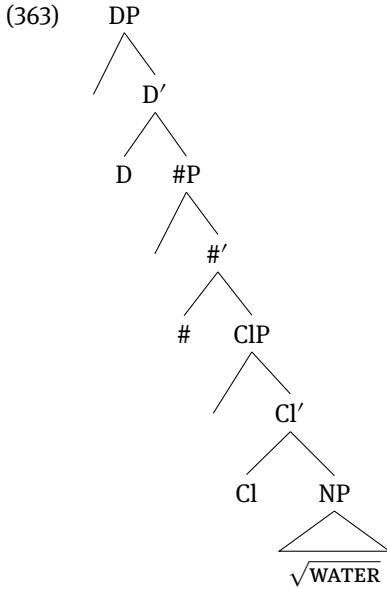 (363) DP
D′
D #P
#′
# ClP
Cl′
Cl NP
√WATER